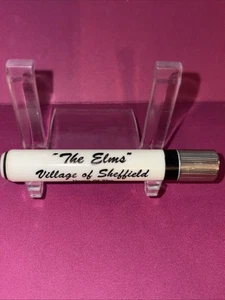 "The Elms"
Village of Sheffield